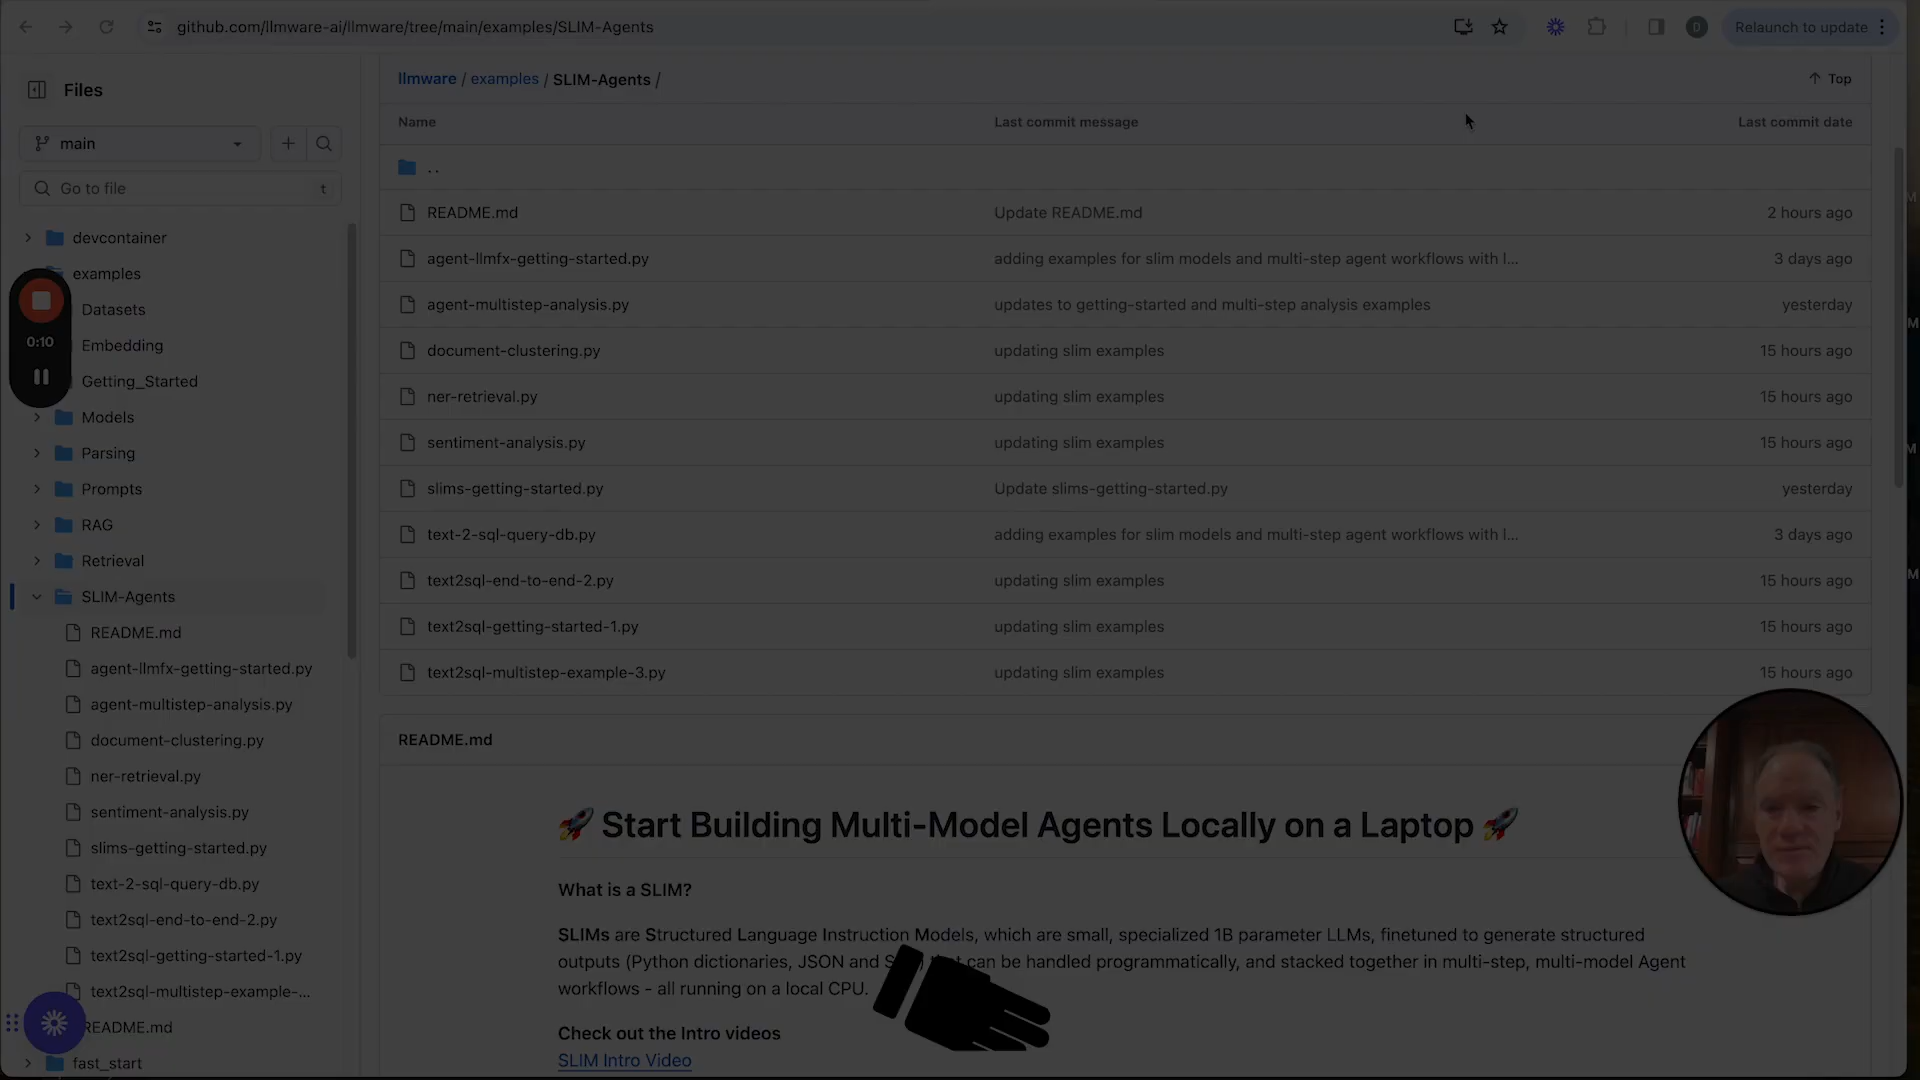 github.com/llmware-ai/llmware/tree/main/examples/SLIM-Agents
D
Relaunch to update
Files
main
Go to file
t
devcontainer
examples
Datasets
Embedding
Getting_Started
Models
Parsing
Prompts
RAG
Retrieval
SLIM-Agents
README.md
agent-llmfx-getting-started.py
agent-multistep-analysis.py
document-clustering.py
ner-retrieval.py
sentiment-analysis.py
slims-getting-started.py
text-2-sql-query-db.py
text2sql-end-to-end-2.py
text2sql-getting-started-1.py
text2sql-multistep-example-...
README.md
fast_start
0:10
llmware / examples / SLIM-Agents /
Top
Name Last commit message Last commit date
..
README.md Update README.md 2 hours ago
agent-llmfx-getting-started.py adding examples for slim models and multi-step agent workflows with l... 3 days ago
agent-multistep-analysis.py updates to getting-started and multi-step analysis examples yesterday
document-clustering.py updating slim examples 15 hours ago
ner-retrieval.py updating slim examples 15 hours ago
sentiment-analysis.py updating slim examples 15 hours ago
slims-getting-started.py Update slims-getting-started.py yesterday
text-2-sql-query-db.py adding examples for slim models and multi-step agent workflows with l... 3 days ago
text2sql-end-to-end-2.py updating slim examples 15 hours ago
text2sql-getting-started-1.py updating slim examples 15 hours ago
text2sql-multistep-example-3.py updating slim examples 15 hours ago
README.md
🚀 Start Building Multi-Model Agents Locally on a Laptop 🚀
What is a SLIM?
SLIMs are Structured Language Instruction Models, which are small, specialized 1B parameter LLMs, finetuned to generate structured
outputs (Python dictionaries, JSON and can be handled programmatically, and stacked together in multi-step, multi-model Agent
workflows - all running on a local CPU.
Check out the Intro videos
SLIM Intro Video